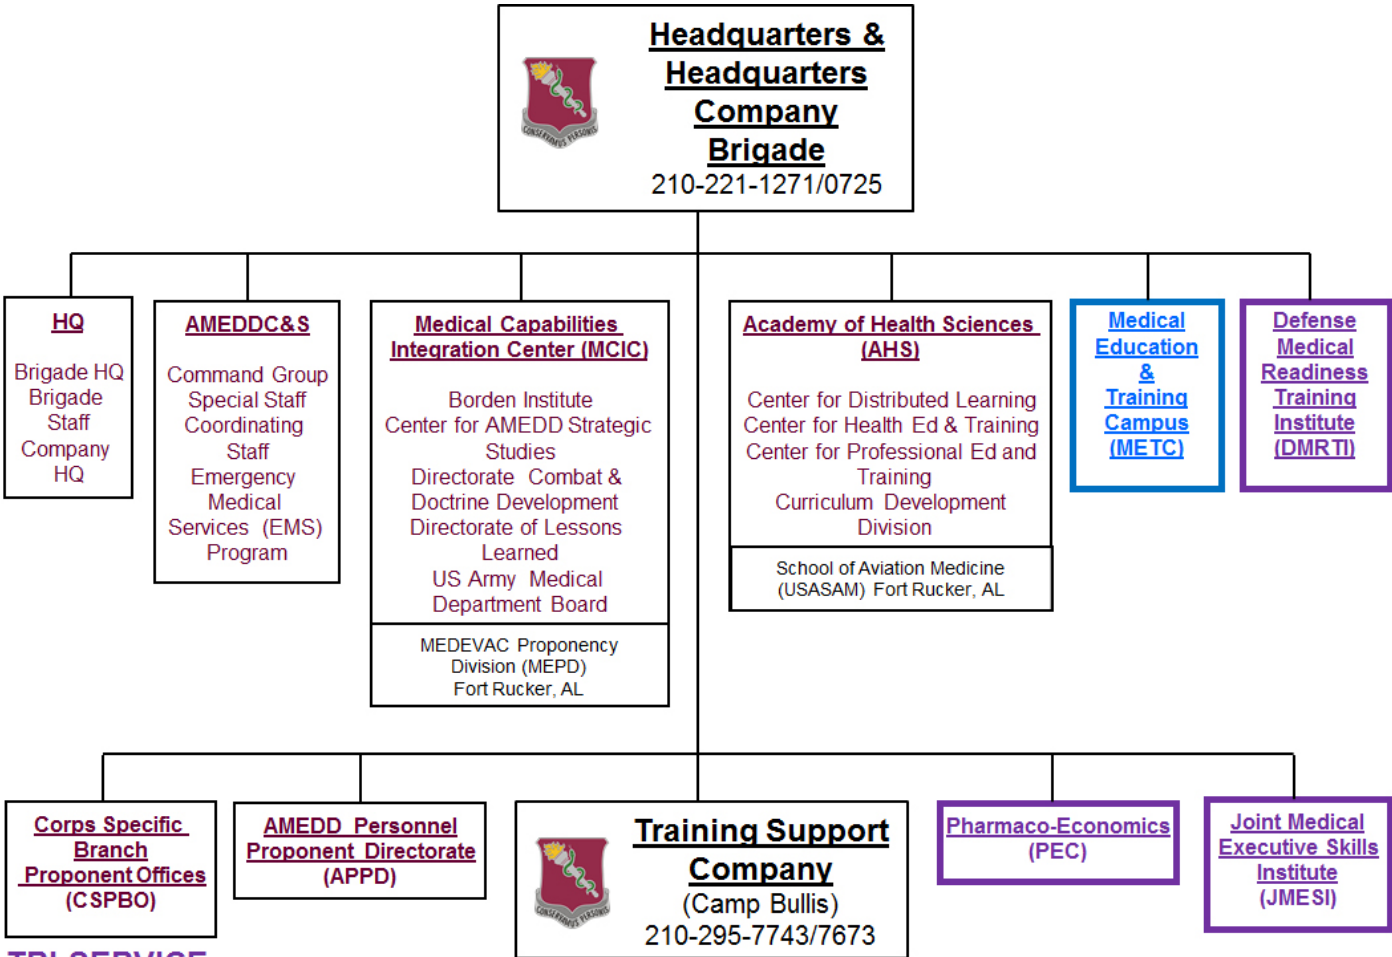 Headquarters &
Headquarters
Company
Brigade
210-221-1271/0725
CONSERVAMUS PERSONIS
HQ
Brigade HQ
Brigade
Staff
Company
HQ
AMEDDC&S
Command Group
Special Staff
Coordinating
Staff
Emergency
Medical
Services (EMS)
Program
Medical Capabilities
Integration Center (MCIC)
Borden Institute
Center for AMEDD Strategic
Studies
Directorate Combat &
Doctrine Development
Directorate of Lessons
Learned
US Army Medical
Department Board
MEDEVAC Proponency
Division (MEPD)
Fort Rucker, AL
Academy of Health Sciences
(AHS)
Center for Distributed Learning
Center for Health Ed & Training
Center for Professional Ed and
Training
Curriculum Development
Division
School of Aviation Medicine
(USASAM) Fort Rucker, AL
Medical
Education
&
Training
Campus
(METC)
Defense
Medical
Readiness
Training
Institute
(DMRTI)
Corps Specific
Branch
Proponent Offices
(CSPBO)
AMEDD Personnel
Proponent Directorate
(APPD)
Training Support
Company
(Camp Bullis)
210-295-7743/7673
CONSERVAMUS PERSONIS
Pharmaco-Economics
(PEC)
Joint Medical
Executive Skills
Institute
(JMESI)
TRI-SERVICE